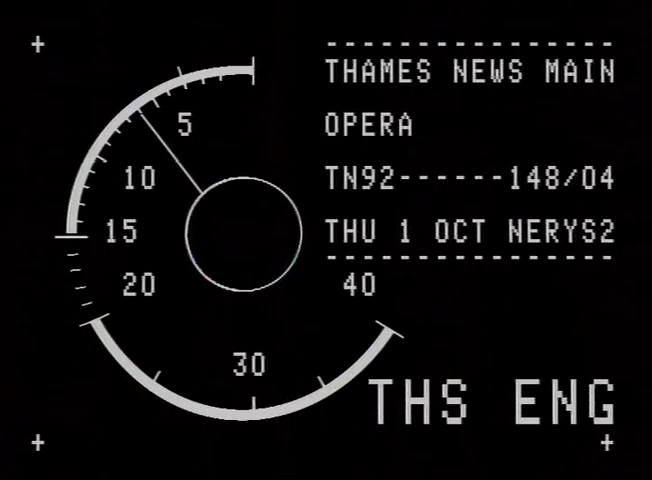 THAMES NEWS MAIN
OPERA
TN92------148/04
THU 1 OCT NERYS2
5
10
15
20
30
40
THS ENG